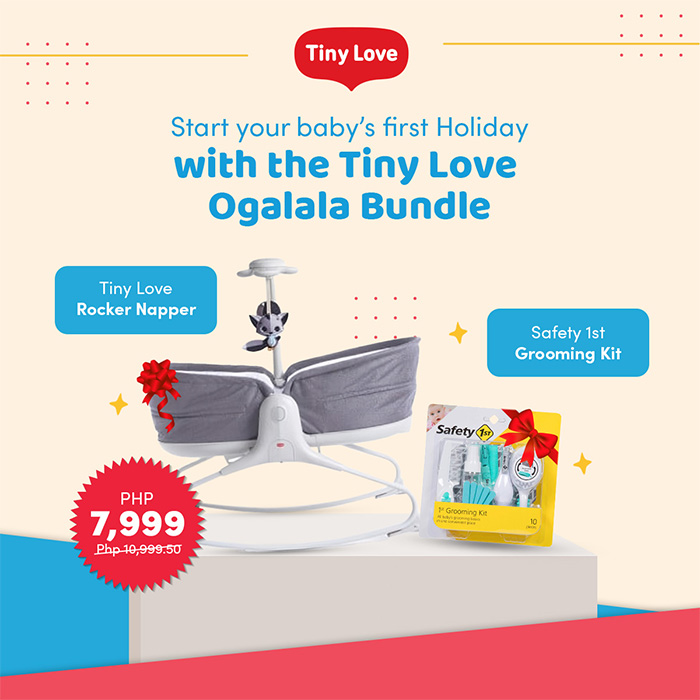 Tiny Love
Start your baby's first Holiday
with the Tiny Love
Ogalala Bundle
Tiny Love
Rocker Napper
Safety 1st
Grooming Kit
Safety 1st
1st Grooming Kit
10
PHP
7,999
Php 10,999.50